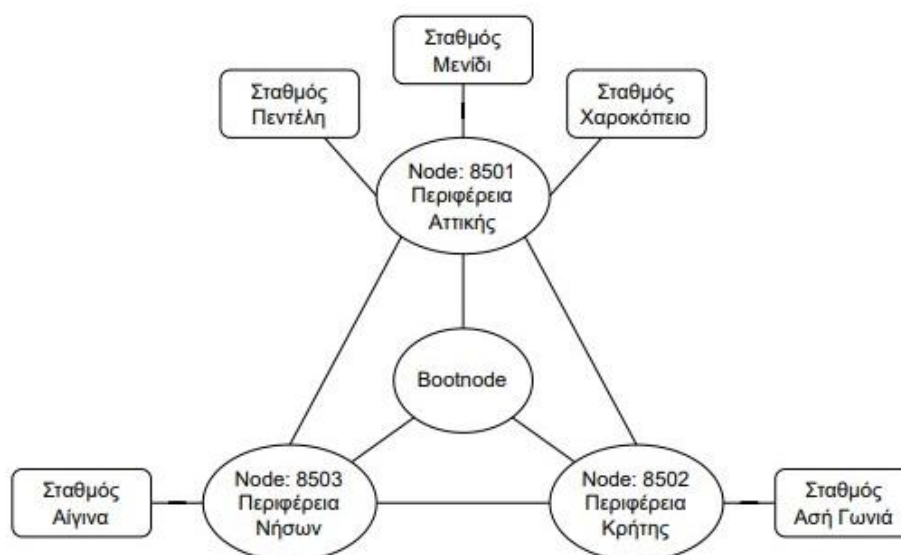 Σταθμός
Μενίδι
Σταθμός
Πεντέλη
Σταθμός
Χαροκόπειο
Node: 8501
Περιφέρεια
Αττικής
Bootnode
Σταθμός
Αίγινα
Node: 8503
Περιφέρεια
Νήσων
Node: 8502
Περιφέρεια
Κρήτης
Σταθμός
Ασή Γωνιά